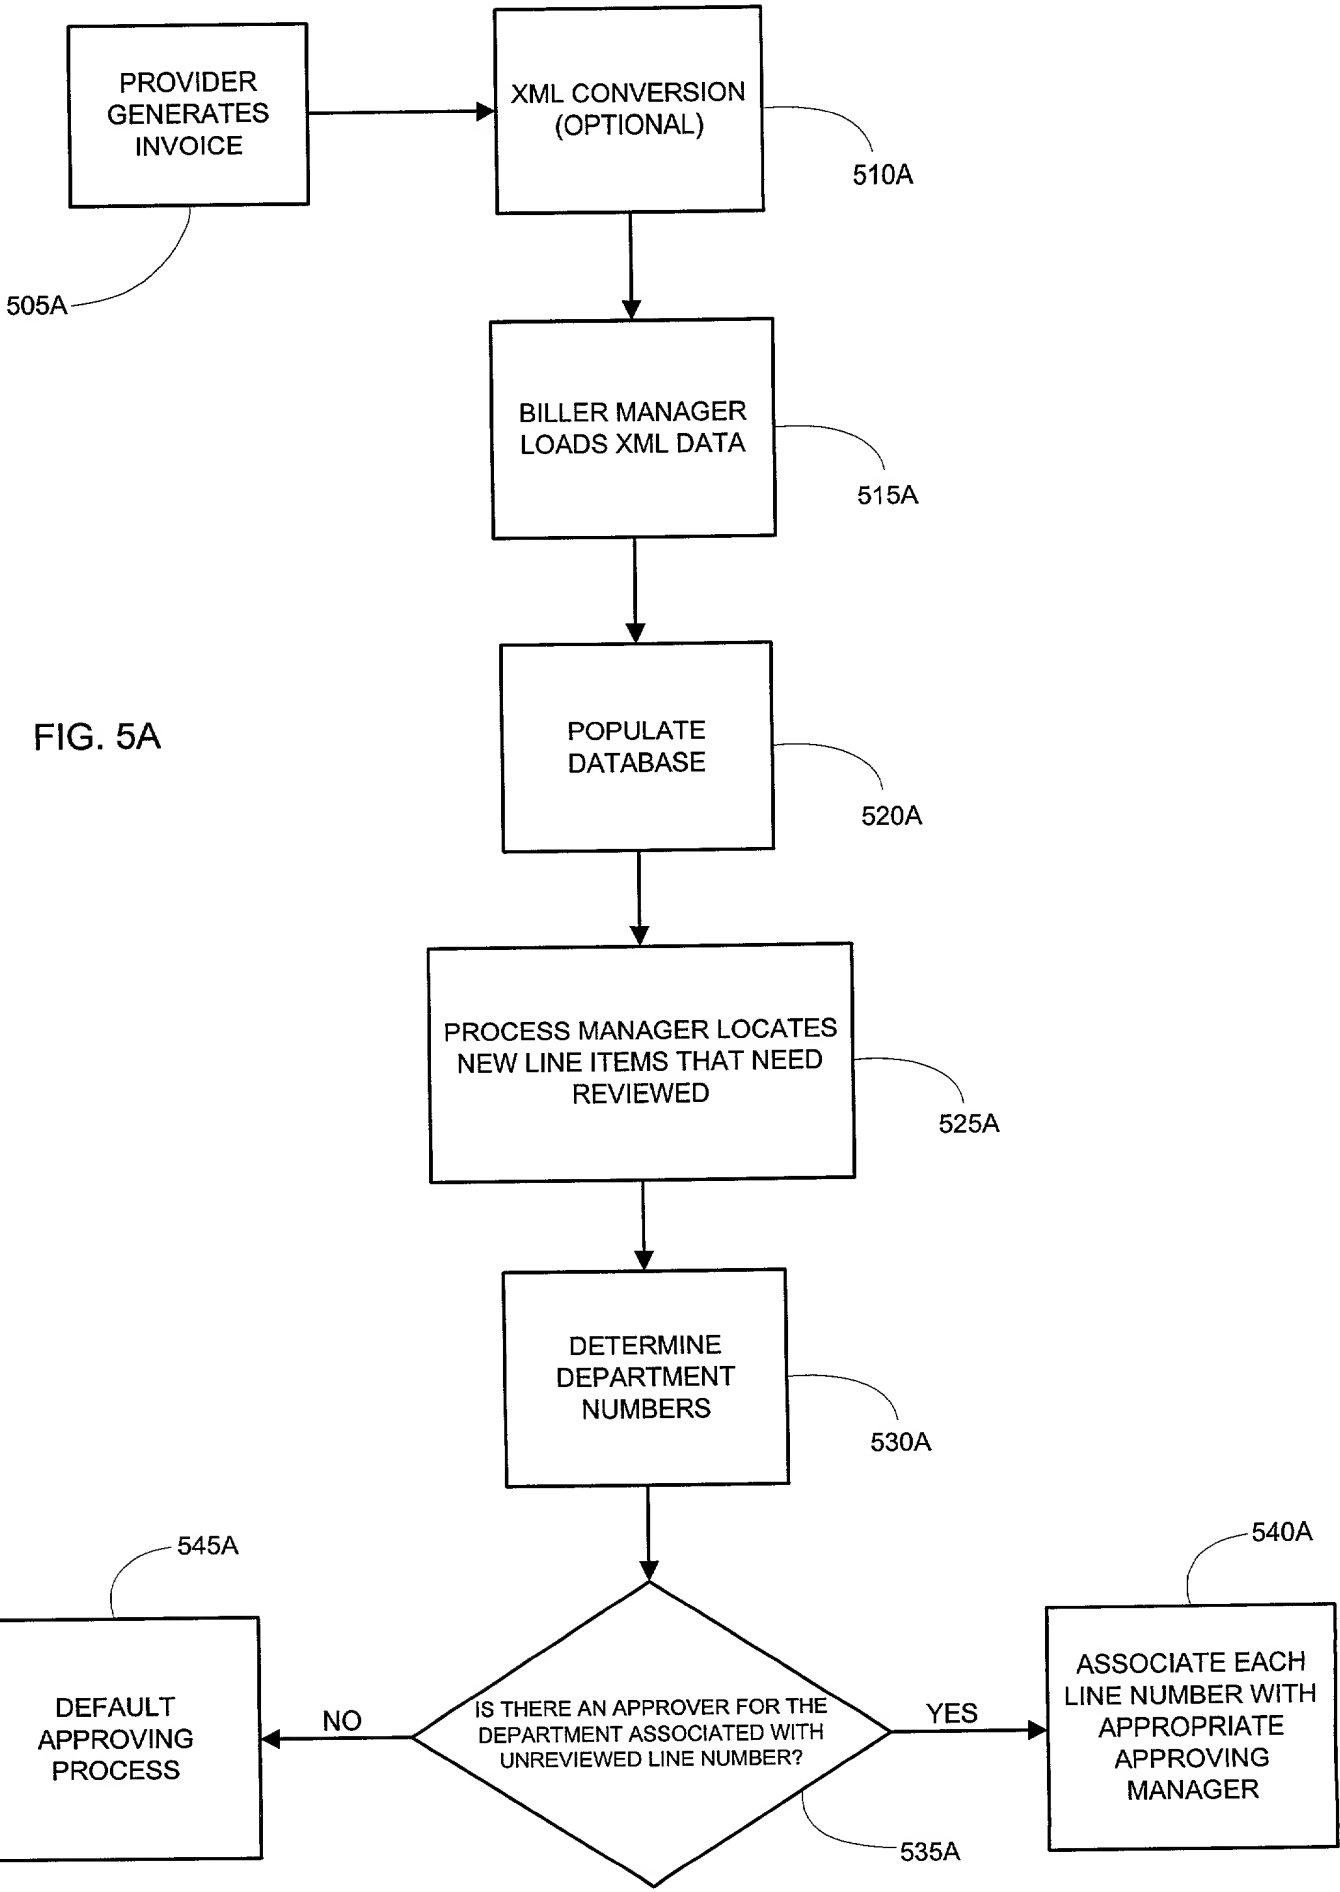 PROVIDER
GENERATES
INVOICE
505A
XML CONVERSION
(OPTIONAL)
510A
BILLER MANAGER
LOADS XML DATA
515A
FIG. 5A
POPULATE
DATABASE
520A
PROCESS MANAGER LOCATES
NEW LINE ITEMS THAT NEED
REVIEWED
525A
DETERMINE
DEPARTMENT
NUMBERS
530A
IS THERE AN APPROVER FOR THE
DEPARTMENT ASSOCIATED WITH
UNREVIEWED LINE NUMBER?
535A
NO
545A
DEFAULT
APPROVING
PROCESS
YES
540A
ASSOCIATE EACH
LINE NUMBER WITH
APPROPRIATE
APPROVING
MANAGER